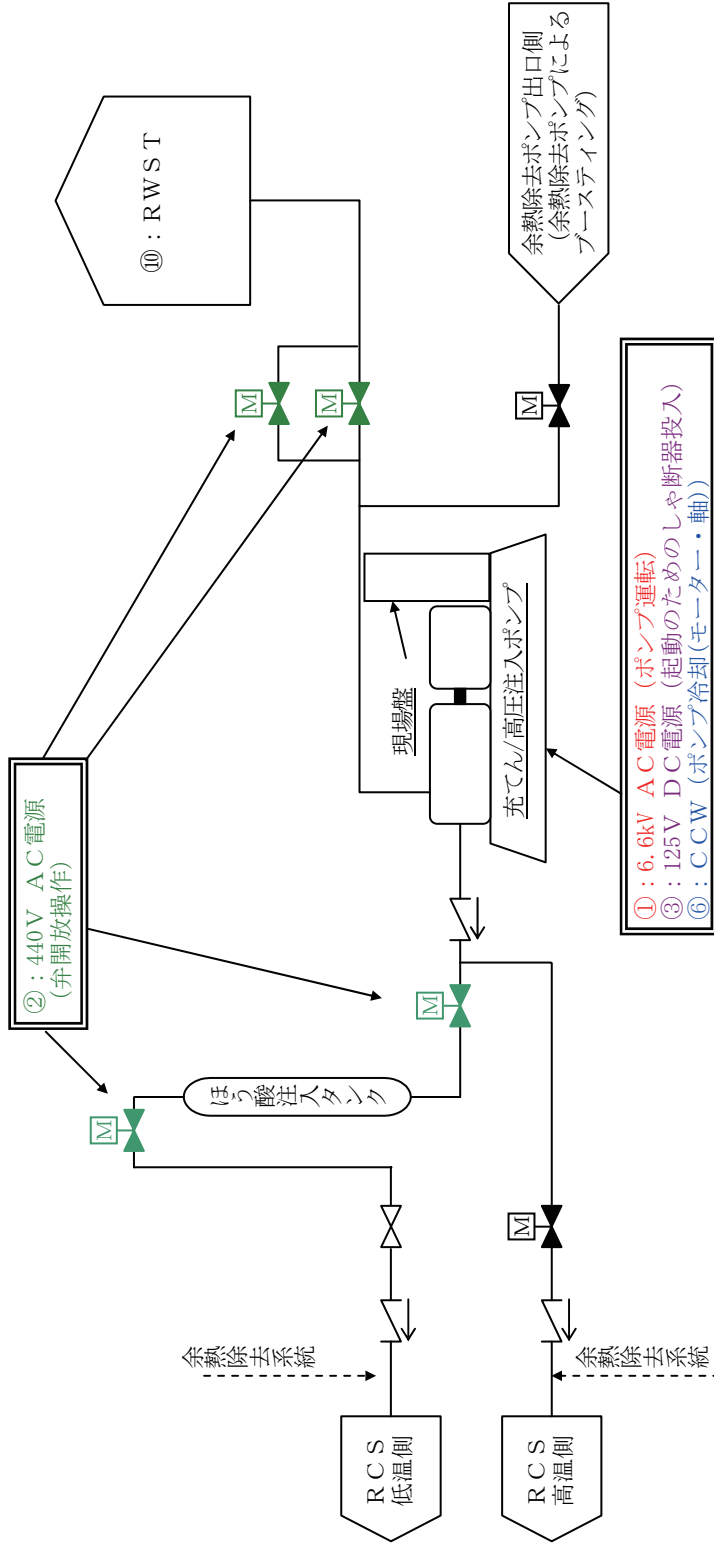 ②：440V AC電源
(弁開放操作)
⑩：RWST
M
M
M
M
M
M
ほう酸注入タンク
現場盤
充てん/高圧注入ポンプ
余熱除去ポンプ出口側
(余熱除去ポンプによる
ブースティング)
余熱除去系統
余熱除去系統
RCS
低温側
RCS
高温側
①：6.6kV AC電源 (ポンプ運転)
③：125V DC電源 (起動のためのしゃ断器投入)
⑥：CCW (ポンプ冷却(モーター・軸))